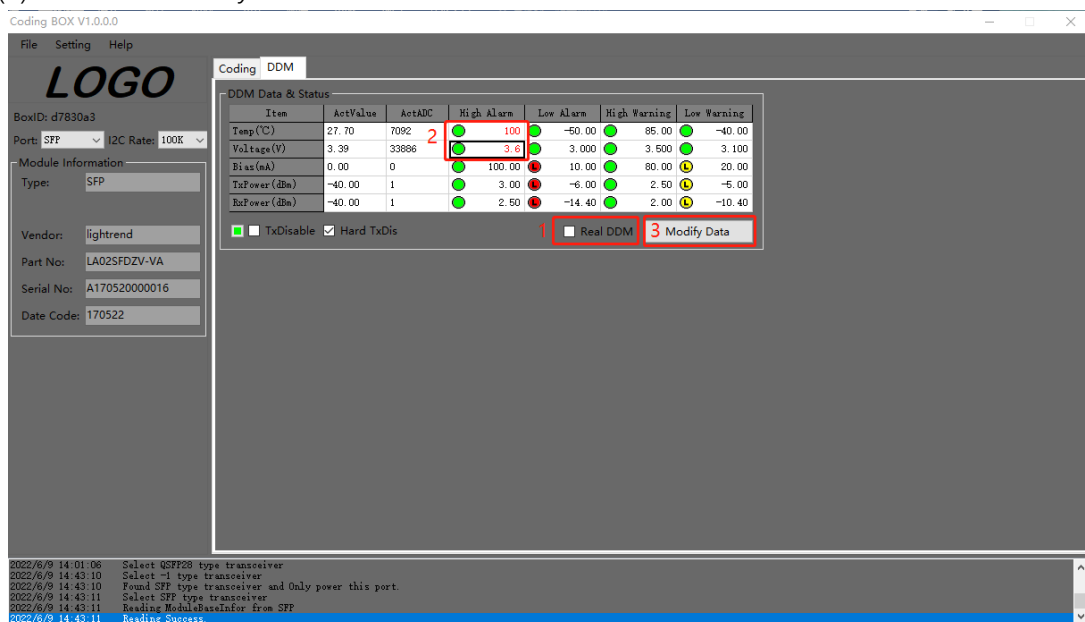 Coding BOX V1.0.0.0
File Setting Help
LOGO
BoxID: d7830a3
Port: SFP I2C Rate: 100K
Module Information
Type: SFP
Vendor: lightrend
Part No: LA02SFDZV-VA
Serial No: A170520000016
Date Code: 170522
Coding DDM
DDM Data & Status
Item ActValue ActADC High Alarm Low Alarm High Warning Low Warning
Temp(℃) 27.70 7092 2 100 -50.00 85.00 -40.00
Voltage(V) 3.39 33886 3.6 3.000 3.500 3.100
Bias(mA) 0.00 0 100.00 L 10.00 80.00 L 20.00
TxPower(dBm) -40.00 1 3.00 L -6.00 2.50 L -5.00
RxPower(dBm) -40.00 1 2.50 L -14.40 2.00 L -10.40
TxDisable Hard TxDis 1 Real DDM 3 Modify Data
2022/6/9 14:01:06 Select QSFP28 type transceiver
2022/6/9 14:43:10 Select -1 type transceiver
2022/6/9 14:43:10 Found SFP type transceiver and Only power this port.
2022/6/9 14:43:11 Select SFP type transceiver
2022/6/9 14:43:11 Reading ModuleBaseInfor from SFP
2022/6/9 14:43:11 Reading Success.